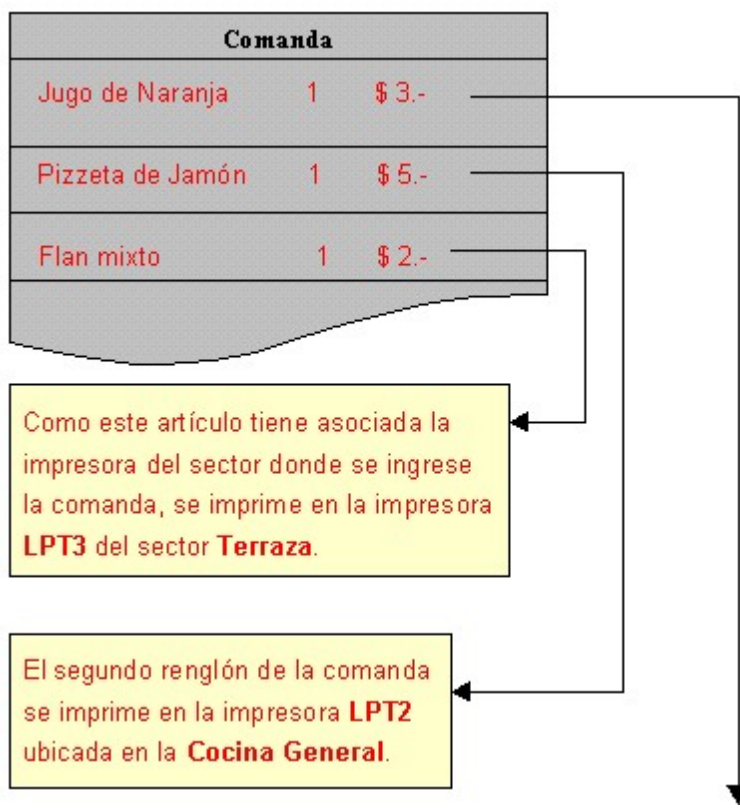 Comanda
Jugo de Naranja 1 $ 3.-
Pizzeta de Jamón 1 $ 5.-
Flan mixto 1 $ 2.-
Como este artículo tiene asociada la
impresora del sector donde se ingrese
la comanda, se imprime en la impresora
LPT3 del sector Terraza.
El segundo renglón de la comanda
se imprime en la impresora LPT2
ubicada en la Cocina General.